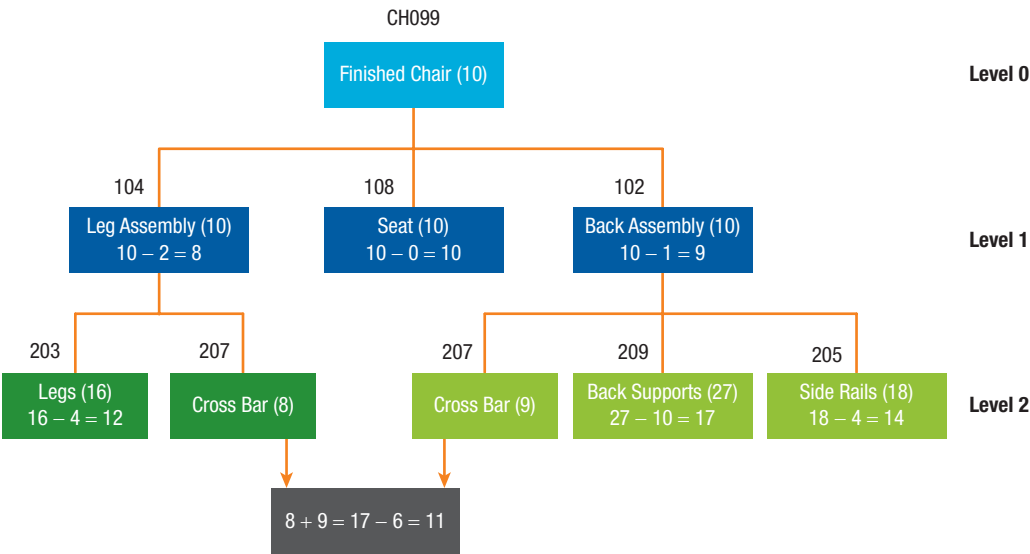 CH099
Finished Chair (10)
Level 0
104
108
102
Leg Assembly (10)
10 – 2 = 8
Seat (10)
10 – 0 = 10
Back Assembly (10)
10 – 1 = 9
Level 1
203
207
207
209
205
Legs (16)
16 – 4 = 12
Cross Bar (8)
Cross Bar (9)
Back Supports (27)
27 – 10 = 17
Side Rails (18)
18 – 4 = 14
Level 2
8 + 9 = 17 – 6 = 11